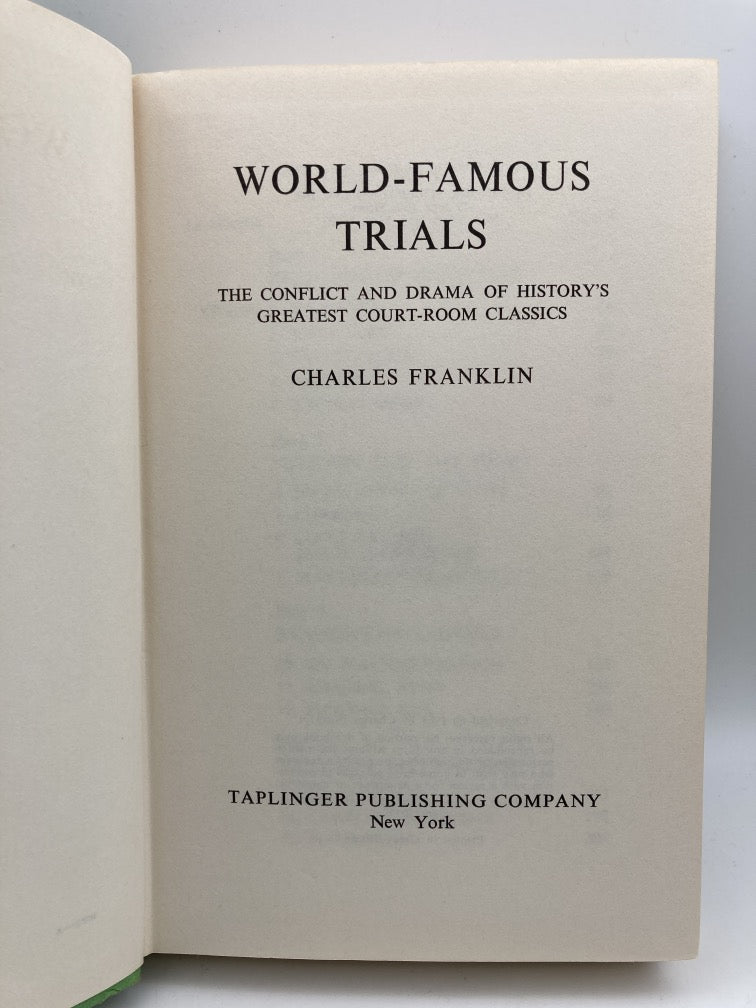 WORLD-FAMOUS
TRIALS
THE CONFLICT AND DRAMA OF HISTORY'S
GREATEST COURT-ROOM CLASSICS
CHARLES FRANKLIN
TAPLINGER PUBLISHING COMPANY
New York